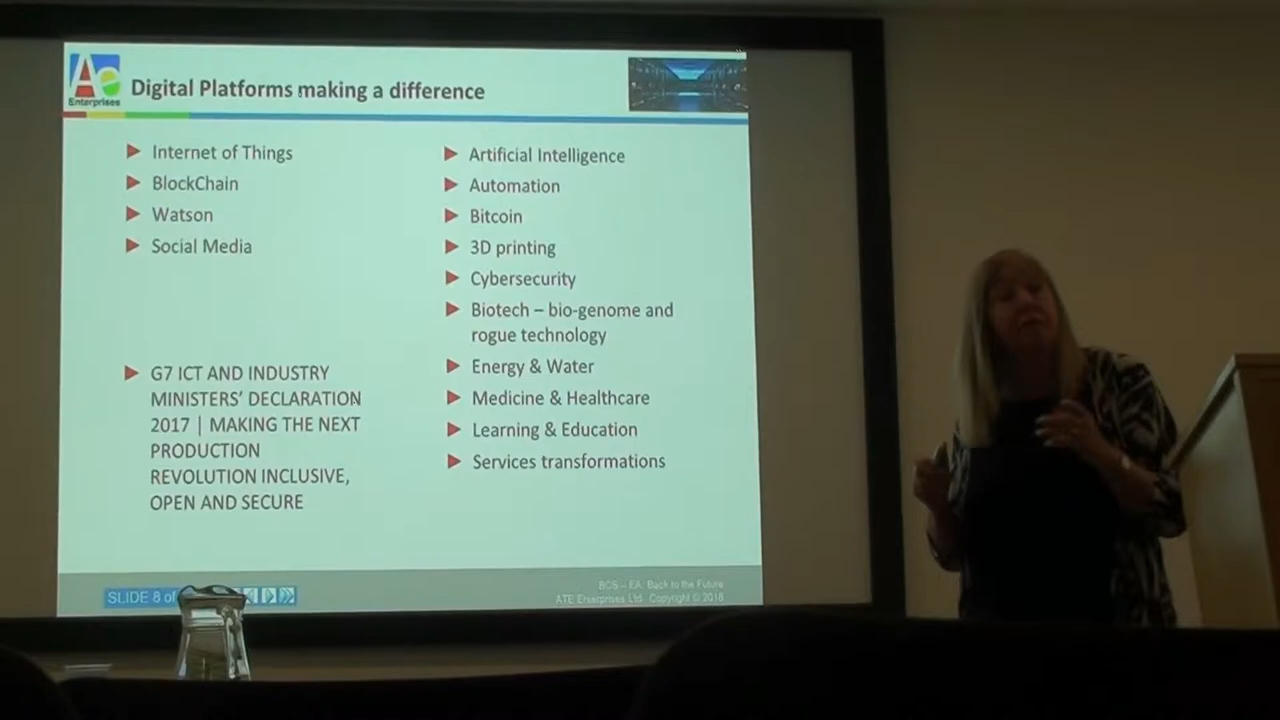 Ae
Enterprises
Digital Platforms making a difference
Internet of Things
BlockChain
Watson
Social Media
G7 ICT AND INDUSTRY
MINISTERS' DECLARATION
2017 | MAKING THE NEXT
PRODUCTION
REVOLUTION INCLUSIVE,
OPEN AND SECURE
Artificial Intelligence
Automation
Bitcoin
3D printing
Cybersecurity
Biotech – bio-genome and
rogue technology
Energy & Water
Medicine & Healthcare
Learning & Education
Services transformations
SLIDE 8 of
BCS – EA: Back to the Future
ATE Enterprises Ltd. Copyright © 2018